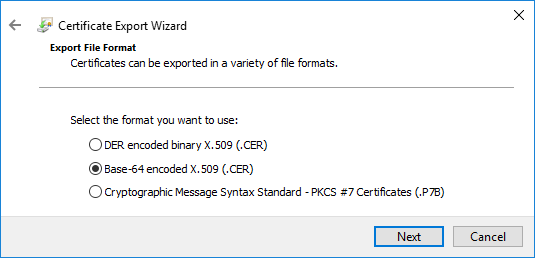 Certificate Export Wizard
Export File Format
Certificates can be exported in a variety of file formats.
Select the format you want to use:
DER encoded binary X.509 (.CER)
Base-64 encoded X.509 (.CER)
Cryptographic Message Syntax Standard - PKCS #7 Certificates (.P7B)
Next
Cancel